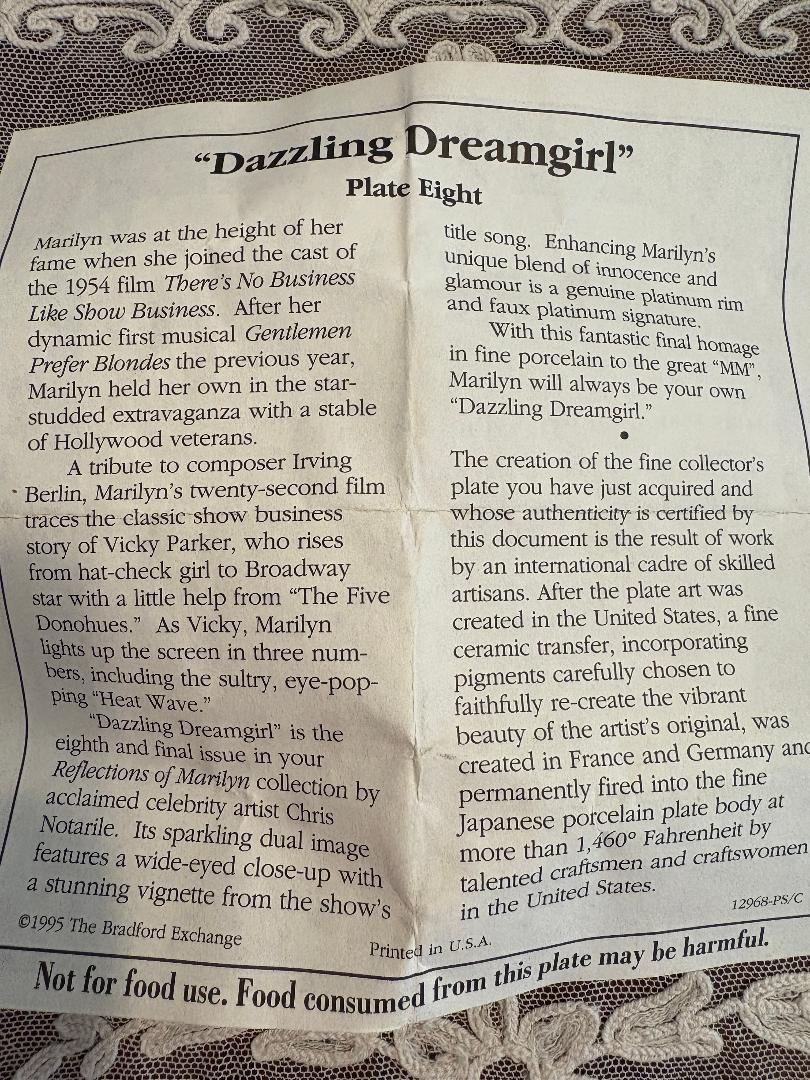 “Dazzling Dreamgirl”
Plate Eight
Marilyn was at the height of her
fame when she joined the cast of
the 1954 film There's No Business
Like Show Business. After her
dynamic first musical Gentlemen
Prefer Blondes the previous year,
Marilyn held her own in the star-
studded extravaganza with a stable
of Hollywood veterans.
A tribute to composer Irving
Berlin, Marilyn's twenty-second film
traces the classic show business
story of Vicky Parker, who rises
from hat-check girl to Broadway
star with a little help from “The Five
Donohues.” As Vicky, Marilyn
lights up the screen in three num-
bers, including the sultry, eye-pop-
ping “Heat Wave.”
“Dazzling Dreamgirl” is the
eighth and final issue in your
Reflections of Marilyn collection by
acclaimed celebrity artist Chris
Notarile. Its sparkling dual image
features a wide-eyed close-up with
a stunning vignette from the show's
title song. Enhancing Marilyn's
unique blend of innocence and
glamour is a genuine platinum rim
and faux platinum signature.
With this fantastic final homage
in fine porcelain to the great “MM”,
Marilyn will always be your own
“Dazzling Dreamgirl.”
•
The creation of the fine collector's
plate you have just acquired and
whose authenticity is certified by
this document is the result of work
by an international cadre of skilled
artisans. After the plate art was
created in the United States, a fine
ceramic transfer, incorporating
pigments carefully chosen to
faithfully re-create the vibrant
beauty of the artist's original, was
created in France and Germany and
permanently fired into the fine
Japanese porcelain plate body at
more than 1,460° Fahrenheit by
talented craftsmen and craftswomen
in the United States.
12968-PS/C
©1995 The Bradford Exchange
Printed in U.S.A.
Not for food use. Food consumed from this plate may be harmful.